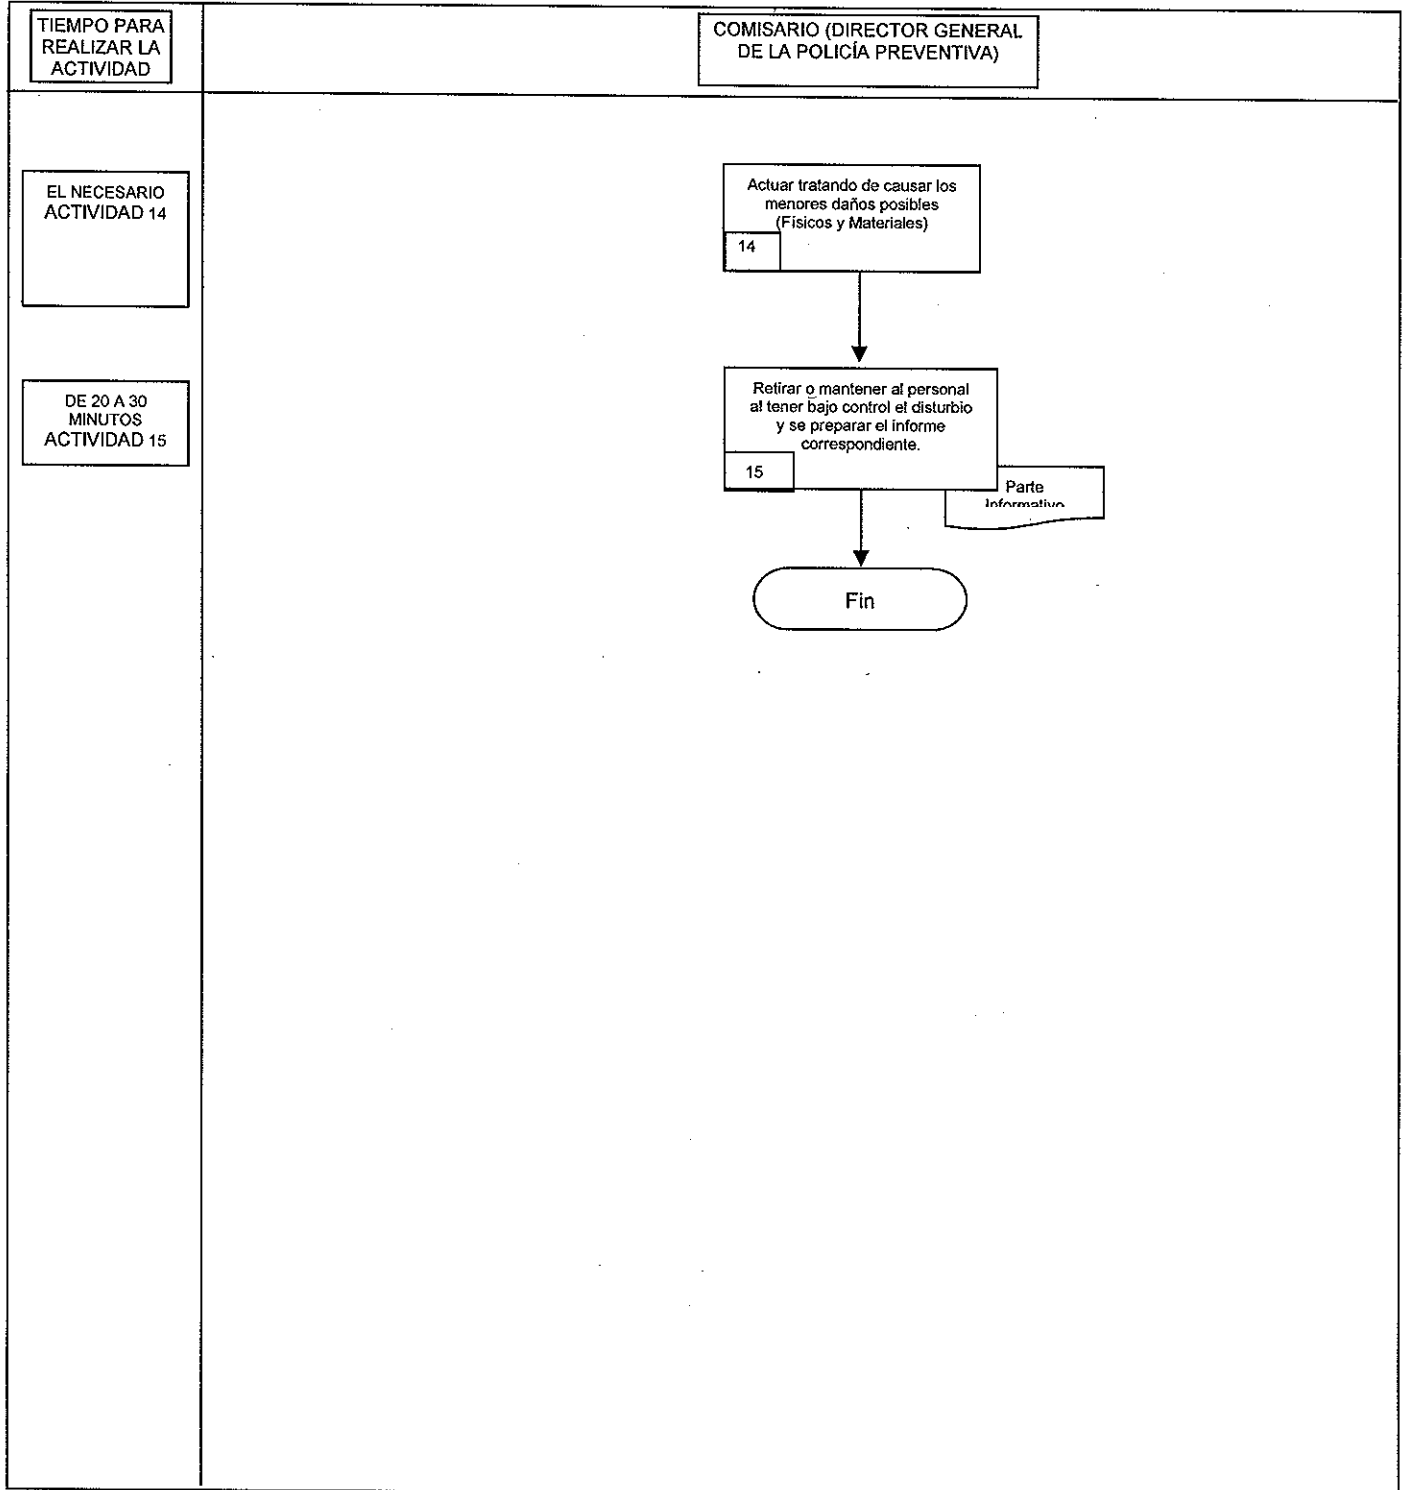 TIEMPO PARA
REALIZAR LA
ACTIVIDAD
COMISARIO (DIRECTOR GENERAL
DE LA POLICÍA PREVENTIVA)
EL NECESARIO
ACTIVIDAD 14
Actuar tratando de causar los
menores daños posibles
(Físicos y Materiales)
14
DE 20 A 30
MINUTOS
ACTIVIDAD 15
Retirar o mantener al personal
al tener bajo control el disturbio
y se preparar el informe
correspondiente.
15
Parte
Informativo
Fin